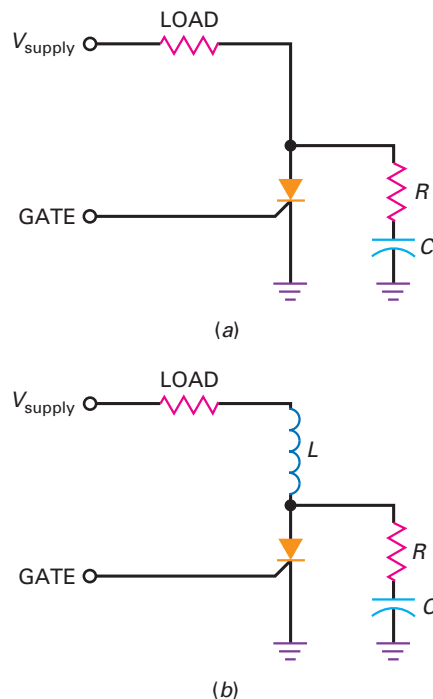 LOAD
Vsupply
R
GATE
C
(a)
LOAD
Vsupply
L
R
GATE
C
(b)